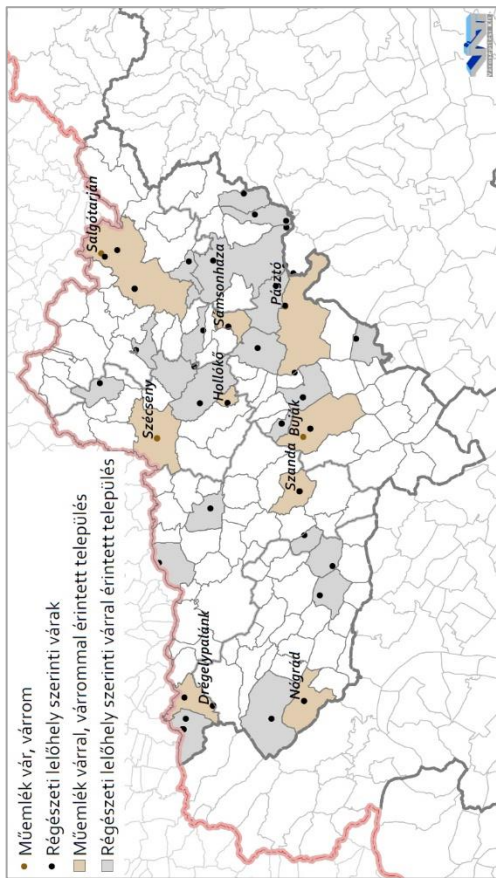 Műemlék vár, várrom
Régészeti lelőhely szerinti várak
Műemlék várral, várrommal érintett település
Régészeti lelőhely szerinti várral érintett település
Salgótarján
Szécsény
Sámsonháza
Hollókő
Pásztó
Buják
Szanda
Drégelypalánk
Nógrád